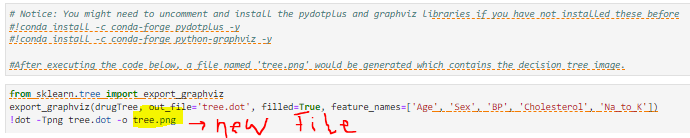 # Notice: You might need to uncomment and install the pydotplus and graphviz libraries if you have not installed these before
#!conda install -c conda-forge pydotplus -y
#!conda install -c conda-forge python-graphviz -y
#After executing the code below, a file named 'tree.png' would be generated which contains the decision tree image.
from sklearn.tree import export_graphviz
export_graphviz(drugTree, out_file='tree.dot', filled=True, feature_names=['Age', 'Sex', 'BP', 'Cholesterol', 'Na_to_K'])
!dot -Tpng tree.dot -o tree.png → new File